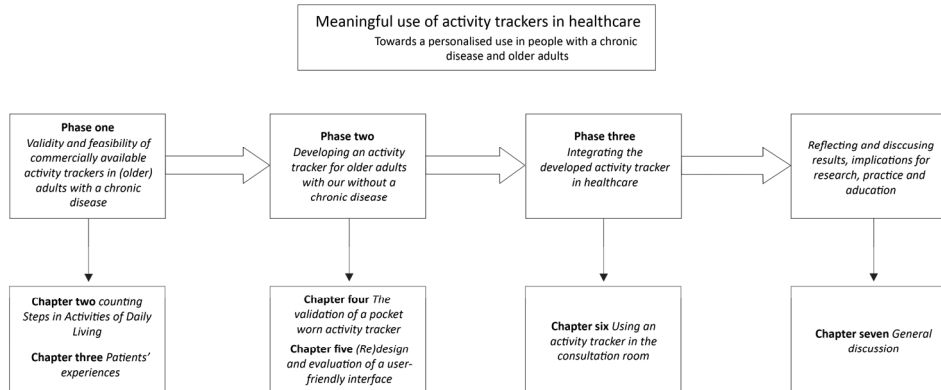 Meaningful use of activity trackers in healthcare
Towards a personalised use in people with a chronic
disease and older adults
Phase one
Validity and feasibility of
commercially available
activity trackers in (older)
adults with a chronic
disease
Phase two
Developing an activity
tracker for older adults
with our without a
chronic disease
Phase three
Integrating the
developed activity tracker
in healthcare
Reflecting and disccusing
results, implications for
research, practice and
aducation
Chapter two counting
Steps in Activities of Daily
Living
Chapter three Patients'
experiences
Chapter four The
validation of a pocket
worn activity tracker
Chapter five (Re)design
and evaluation of a user-
friendly interface
Chapter six Using an
activity tracker in the
consultation room
Chapter seven General
discussion